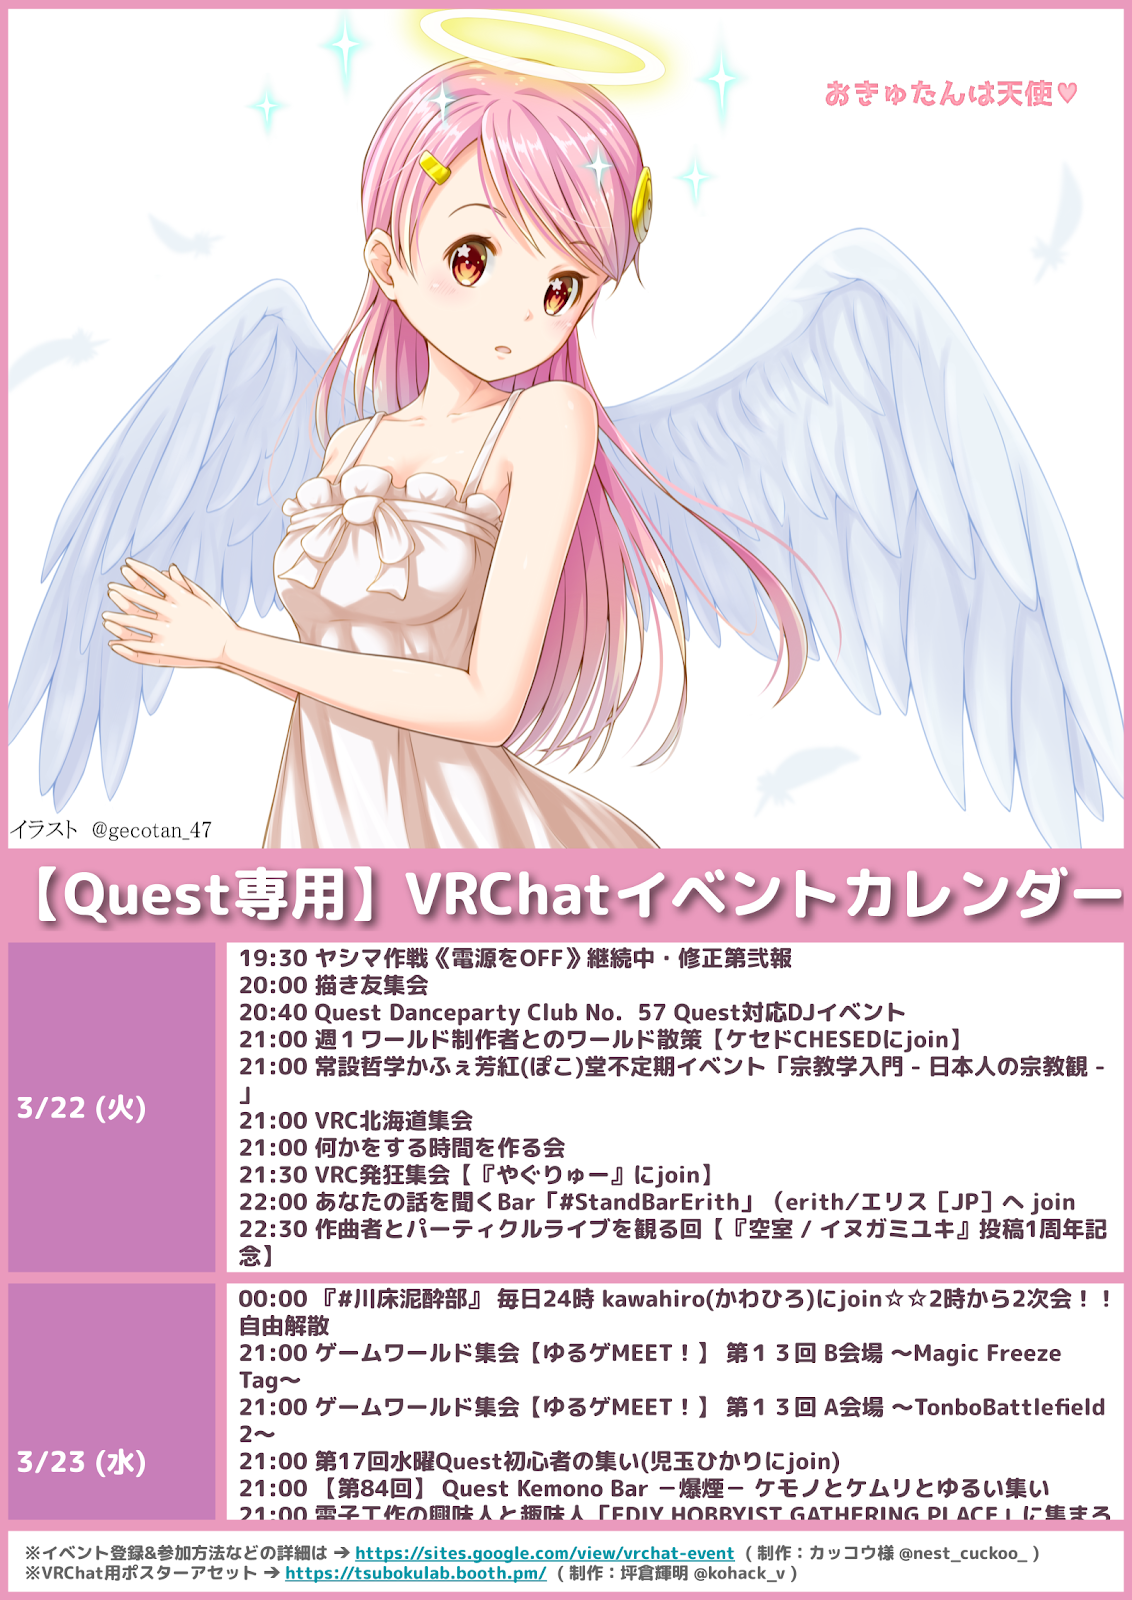 おきゅたんは天使♥
イラスト @gecotan_47
【Quest専用】VRChatイベントカレンダー
3/22 (火)
19:30 ヤシマ作戦《電源をOFF》継続中・修正第弐報
20:00 描き友集会
20:40 Quest Danceparty Club No．57 Quest対応DJイベント
21:00 週１ワールド制作者とのワールド散策【ケセドCHESEDにjoin】
21:00 常設哲学かふぇ芳紅(ぽこ)堂不定期イベント「宗教学入門 - 日本人の宗教観 -
」
21:00 VRC北海道集会
21:00 何かをする時間を作る会
21:30 VRC発狂集会【『やぐりゅー』にjoin】
22:00 あなたの話を聞くBar「#StandBarErith」（erith/エリス［JP］へ join
22:30 作曲者とパーティクルライブを観る回【『空室 / イヌガミユキ』投稿1周年記
念】
3/23 (水)
00:00 『#川床泥酔部』 毎日24時 kawahiro(かわひろ)にjoin☆☆2時から2次会！！
自由解散
21:00 ゲームワールド集会【ゆるゲMEET！】 第１３回 B会場 〜Magic Freeze
Tag〜
21:00 ゲームワールド集会【ゆるゲMEET！】 第１３回 A会場 〜TonboBattlefield
2〜
21:00 第17回水曜Quest初心者の集い(児玉ひかりにjoin)
21:00 【第84回】 Quest Kemono Bar －爆煙－ ケモノとケムリとゆるい集い
21:00 電子工作の興味人と趣味人「EDIY HOBBYIST GATHERING PLACE」に集まろ
※イベント登録&参加方法などの詳細は ➔ https://sites.google.com/view/vrchat-event （ 制作：カッコウ様 @nest_cuckoo_ ）
※VRChat用ポスターアセット ➔ https://tsubokulab.booth.pm/ （ 制作：坪倉輝明 @kohack_v ）